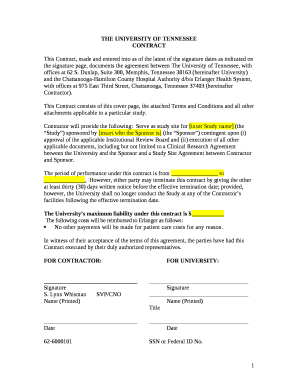 THE UNIVERSITY OF TENNESSEE
CONTRACT
This Contract, made and entered into as of the latest of the signature dates as indicated on
the signature page, documents the agreement between The University of Tennessee, with
offices at 62 S. Dunlap, Suite 300, Memphis, Tennessee 38163 (hereinafter University)
and the Chattanooga-Hamilton County Hospital Authority d/b/a Erlanger Health System,
with offices at 975 East Third Street, Chattanooga, Tennessee 37403 (hereinafter
Contractor).
This Contract consists of this cover page, the attached Terms and Conditions and all other
attachments applicable to a particular study.
Contractor will provide the following: Serve as study site for [inser Study name] (the
"Study") sponsored by [insert who the Sponsor is] (the "Sponsor") contingent upon (i)
approval of the applicable Institutional Review Board and (ii) execution of all other
applicable documents, including but not limited to a Clinical Research Agreement
between the University and the Sponsor and a Study Site Agreement between Contractor
and Sponsor.
The period of performance under this contract is from ____________ to
____________. However, either party may terminate this contract by giving the other
at least thirty (30) days written notice before the effective termination date; provided,
however, the University shall no longer conduct the Study at any of the Contractor's
facilities following the effective termination date.
The University's maximum liability under this contract is $__________
The following costs will be reimbursed to Erlanger as follows:
• No other payments will be made for patient care costs for any reason.
In witness of their acceptance of the terms of this agreement, the parties have had this
Contract executed by their duly authorized representatives.
FOR CONTRACTOR: FOR UNIVERSITY:
Signature Signature
S. Lynn Whisman SVP/CNO
Name (Printed) Name (Printed)
Title
Date Date
62-6000101 SSN or Federal ID No.
1